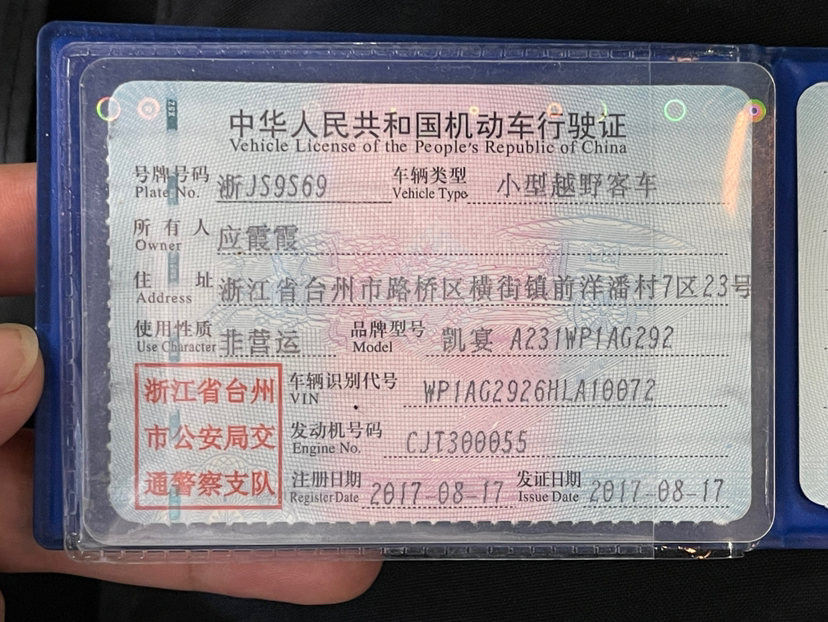 中华人民共和国机动车行驶证
Vehicle License of the People's Republic of China
号牌号码 Plate No. 浙JS9S69 车辆类型 Vehicle Type 小型越野客车
所有人 Owner 应霞霞
住址 Address 浙江省台州市路桥区横街镇前洋潘村7区23号
使用性质 Use Character 非营运 品牌型号 Model 凯宴 A231WP1AG292
车辆识别代号 VIN WP1AG2926HLA10072
发动机号码 Engine No. CJT300055
注册日期 Register Date 2017-08-17 发证日期 Issue Date 2017-08-17
浙江省台州
市公安局交
通警察支队